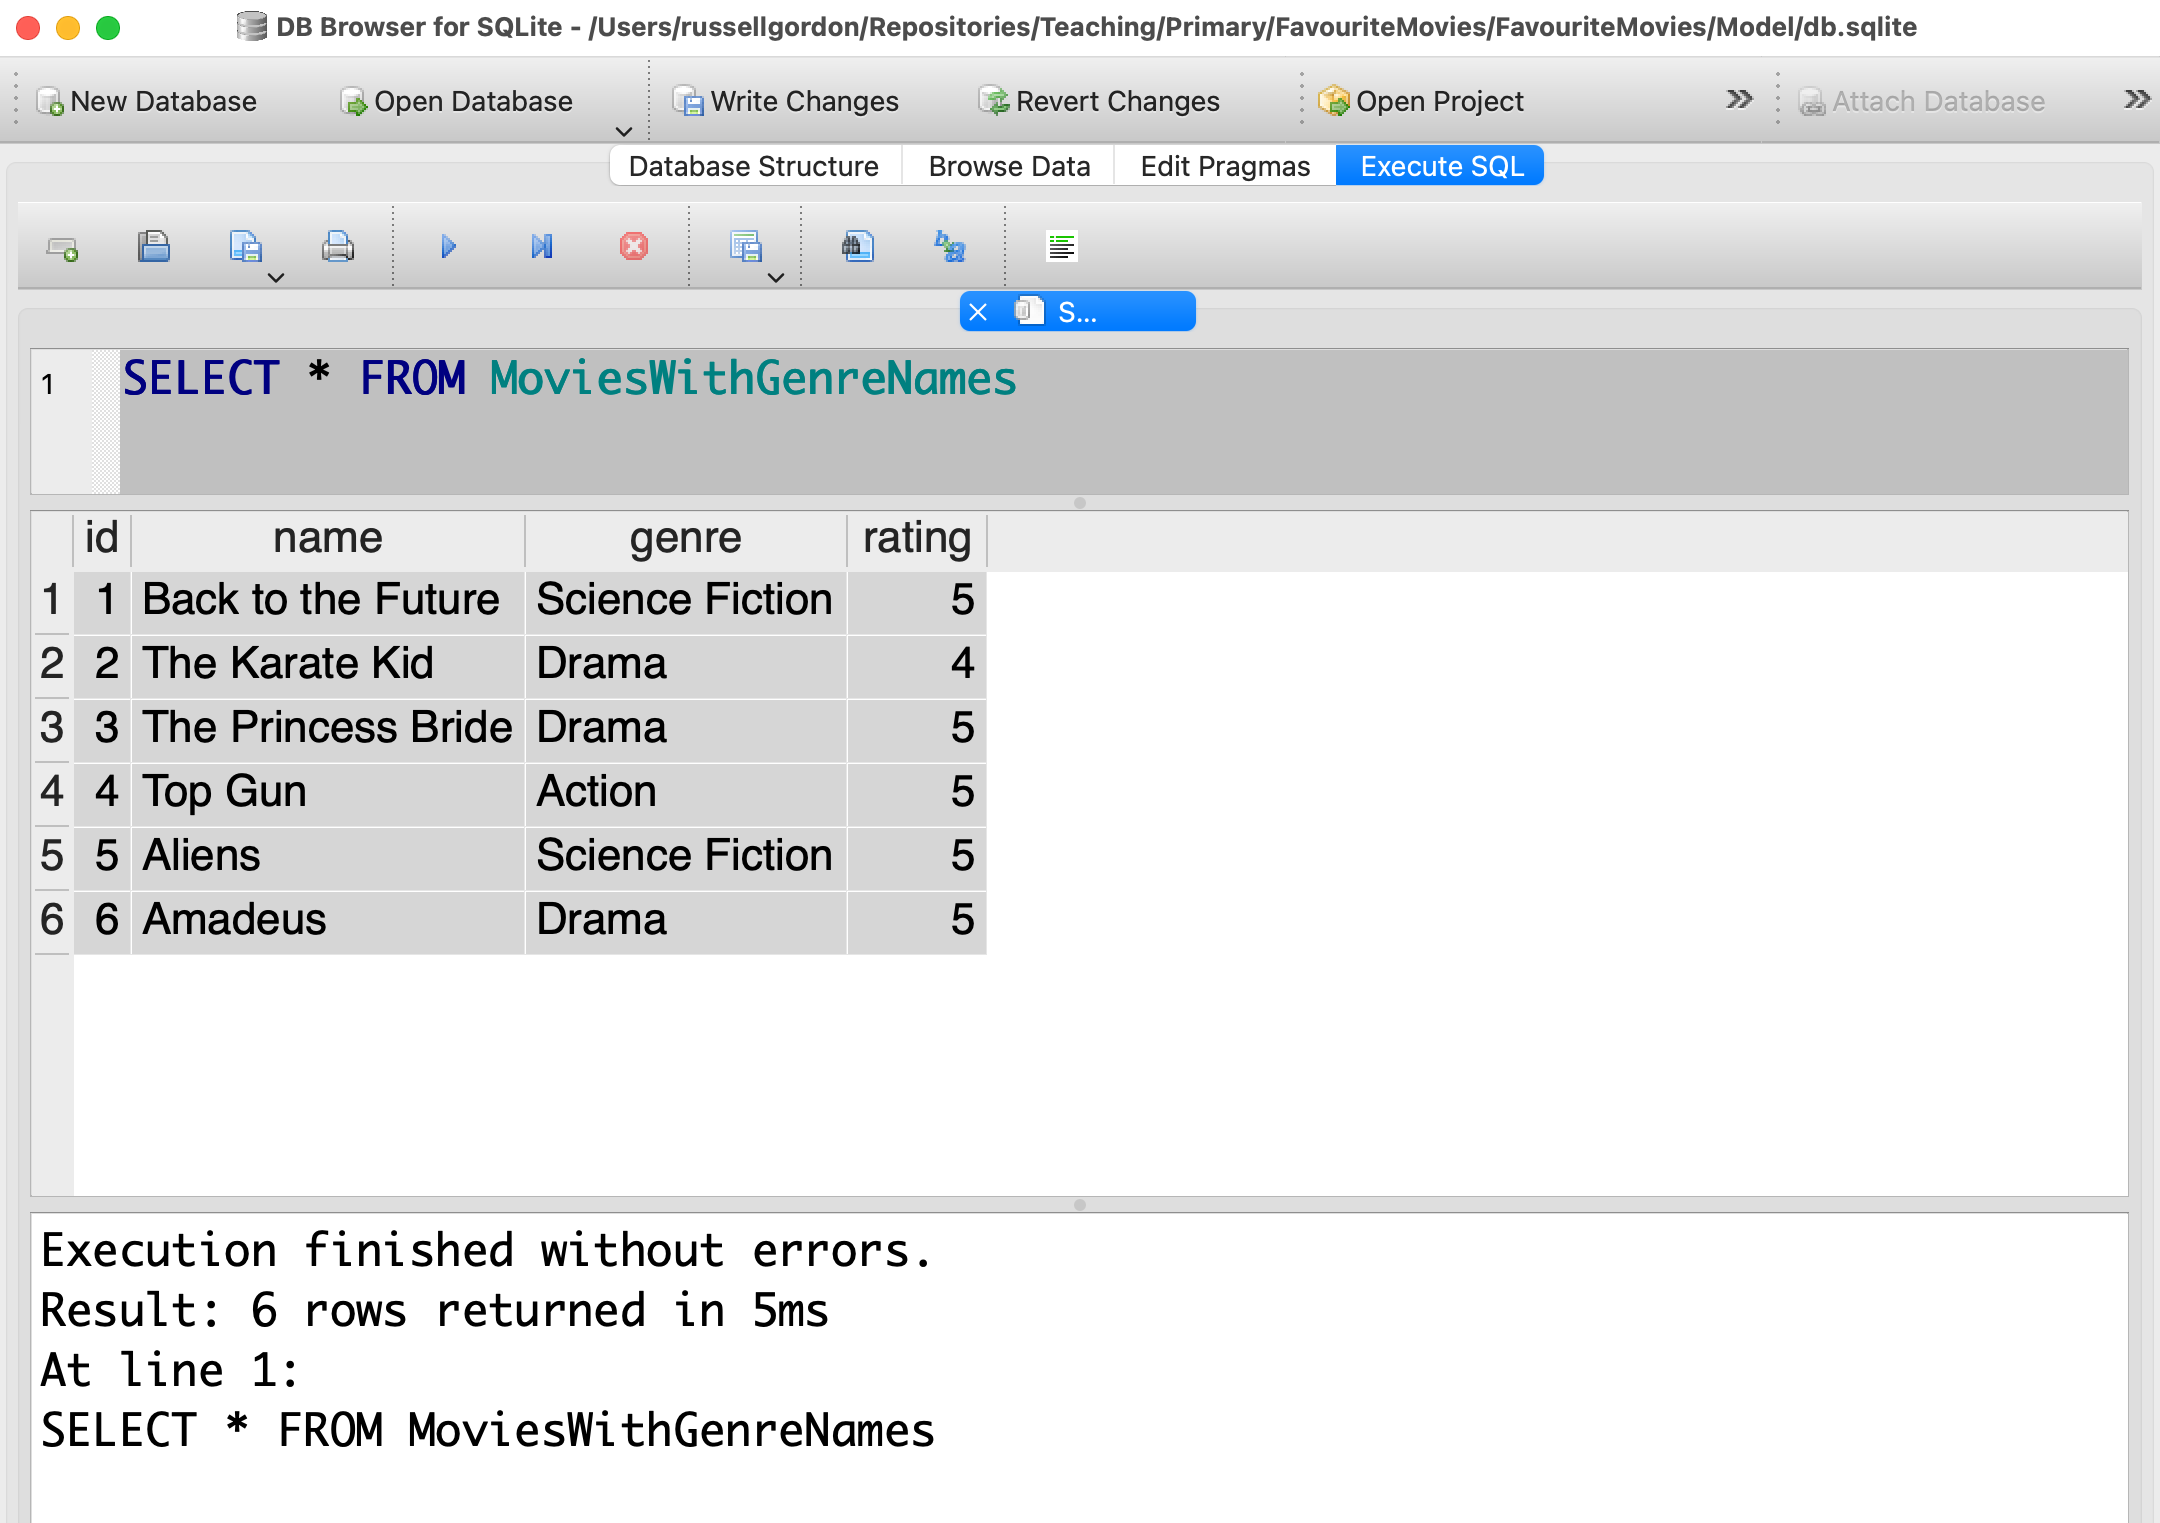 DB Browser for SQLite - /Users/russellgordon/Repositories/Teaching/Primary/FavouriteMovies/FavouriteMovies/Model/db.sqlite
New Database Open Database Write Changes Revert Changes Open Project Attach Database
Database Structure Browse Data Edit Pragmas Execute SQL
S...
1 SELECT * FROM MoviesWithGenreNames
id name genre rating
1 1 Back to the Future Science Fiction 5
2 2 The Karate Kid Drama 4
3 3 The Princess Bride Drama 5
4 4 Top Gun Action 5
5 5 Aliens Science Fiction 5
6 6 Amadeus Drama 5
Execution finished without errors.
Result: 6 rows returned in 5ms
At line 1:
SELECT * FROM MoviesWithGenreNames